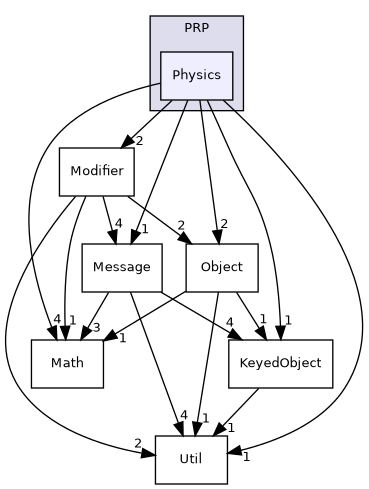 PRP
Physics
2
Modifier
4 1 2 2
Message Object
4 1 3 1 4 1 1
Math KeyedObject
2 4 1 1 1
Util